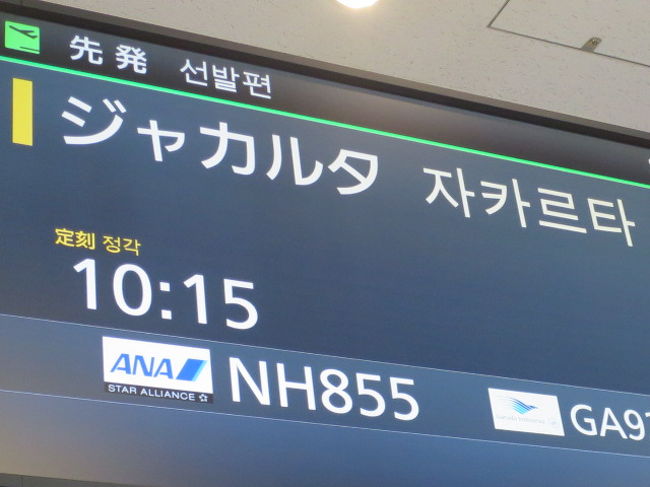 先発 선발편
ジャカルタ 자카르타
定刻 정각
10:15
ANA
STAR ALLIANCE
NH855
GA91